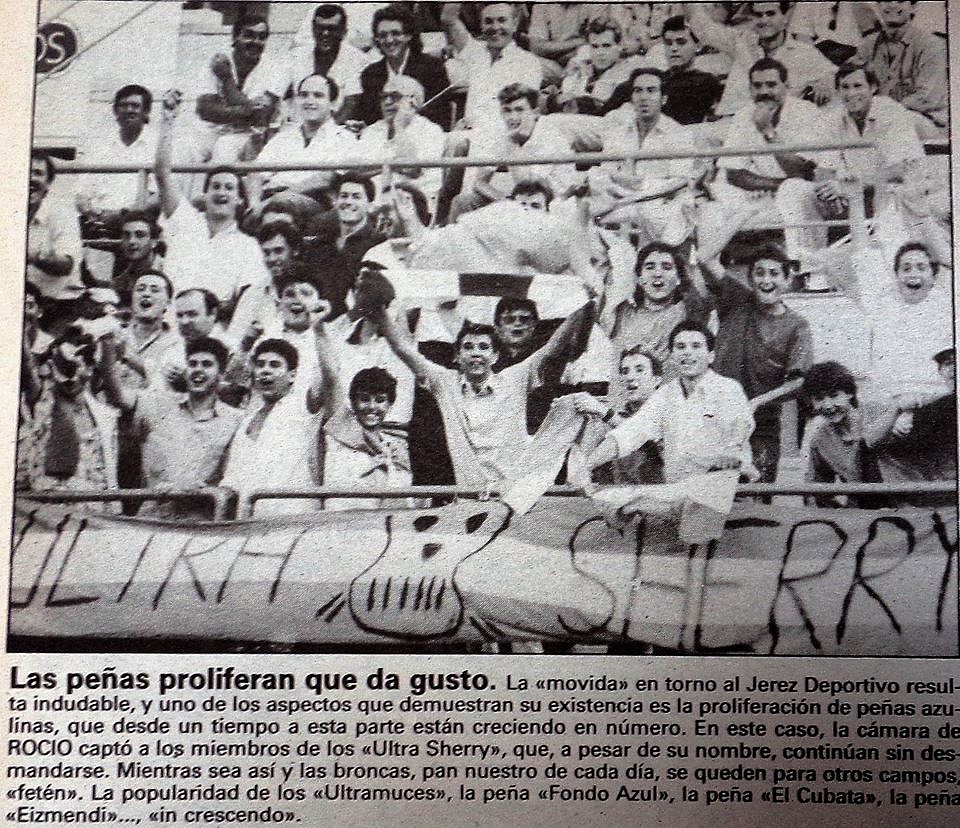 OS
ULTRA SHERRY
Las peñas proliferan que da gusto. La «movida» en torno al Jerez Deportivo resul-
ta indudable, y uno de los aspectos que demuestran su existencia es la proliferación de peñas azu-
linas, que desde un tiempo a esta parte están creciendo en número. En este caso, la cámara de
ROCIO captó a los miembros de los «Ultra Sherry», que, a pesar de su nombre, continúan sin des-
mandarse. Mientras sea así y las broncas, pan nuestro de cada día, se queden para otros campos,
«fetén». La popularidad de los «Ultramuces», la peña «Fondo Azul», la peña «El Cubata», la peña
«Eizmendi»..., «in crescendo».